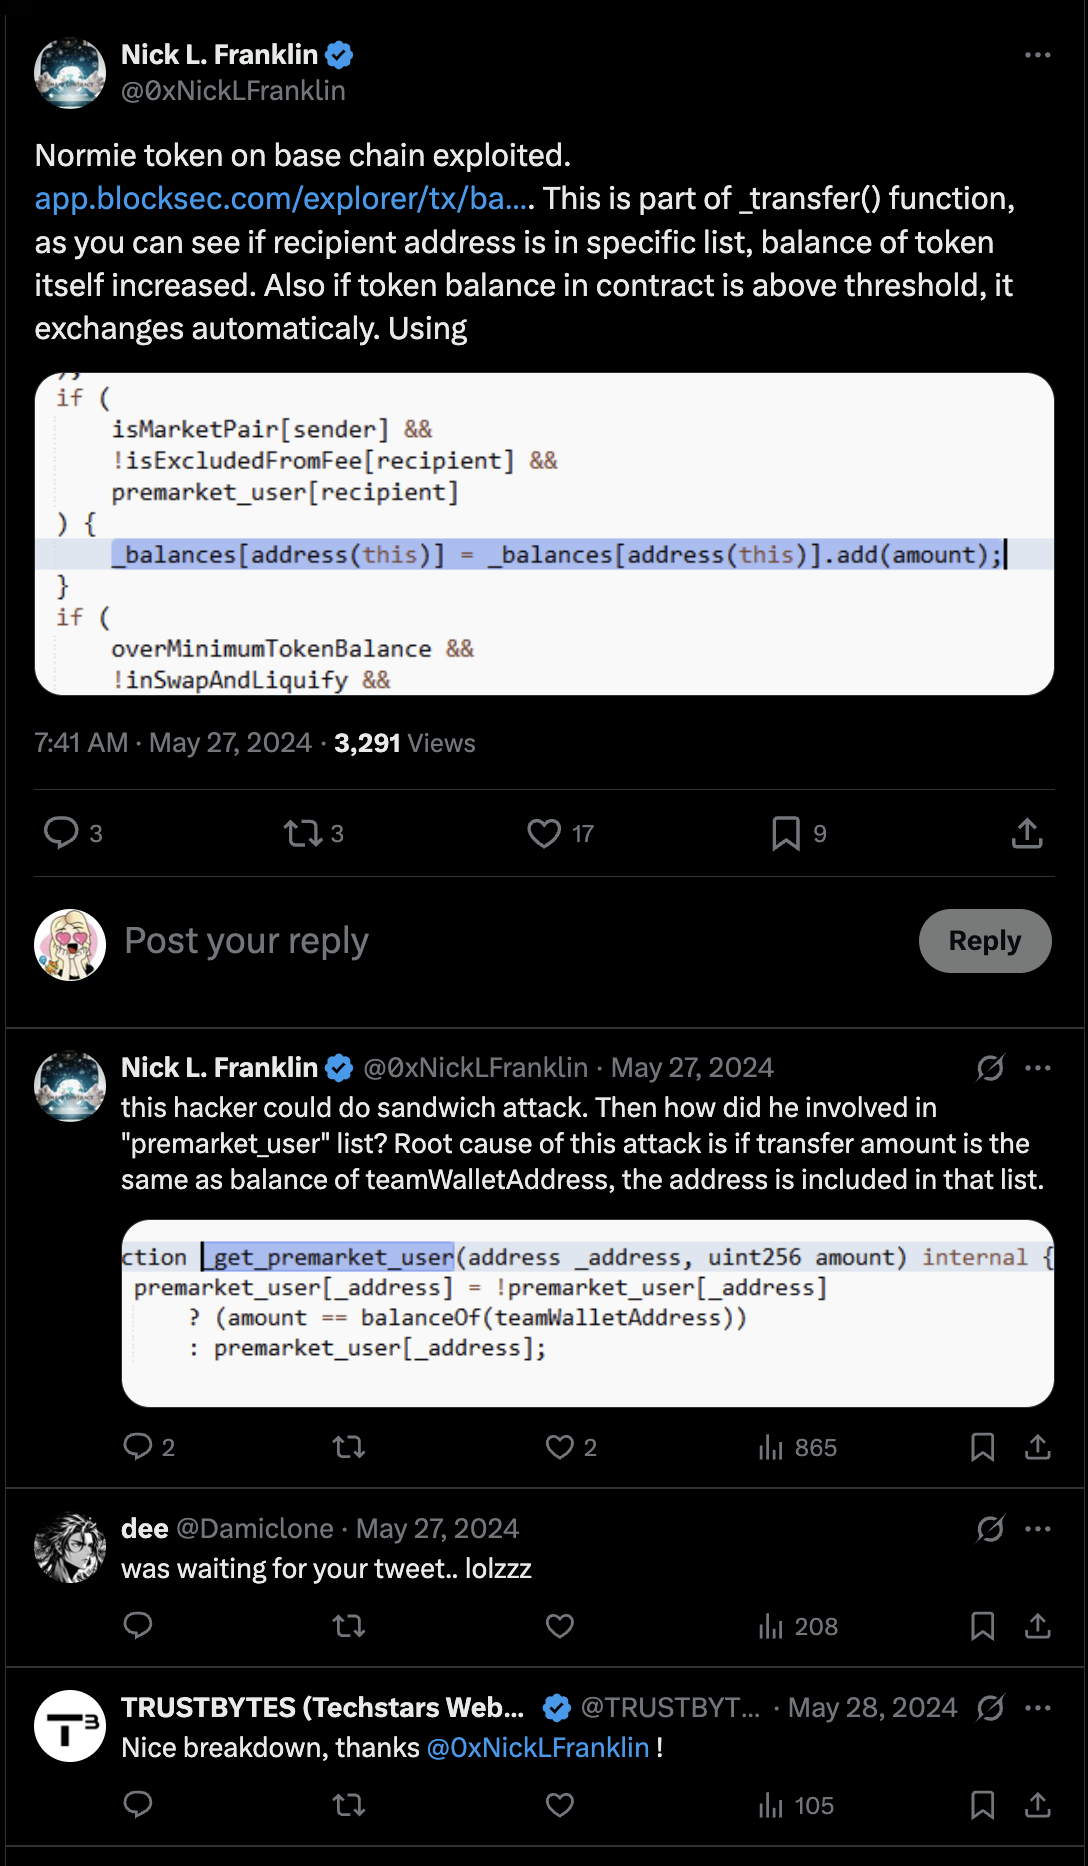 Nick L. Franklin
@0xNickLFranklin
Normie token on base chain exploited.
app.blocksec.com/explorer/tx/ba.... This is part of _transfer() function,
as you can see if recipient address is in specific list, balance of token
itself increased. Also if token balance in contract is above threshold, it
exchanges automaticaly. Using
if (
isMarketPair[sender] &&
!isExcludedFromFee[recipient] &&
premarket_user[recipient]
) {
_balances[address(this)] = _balances[address(this)].add(amount);
}
if (
overMinimumTokenBalance &&
!inSwapAndLiquify &&
7:41 AM · May 27, 2024 · 3,291 Views
3 3 17 9
Post your reply
Reply
Nick L. Franklin @0xNickLFranklin · May 27, 2024
this hacker could do sandwich attack. Then how did he involved in
"premarket_user" list? Root cause of this attack is if transfer amount is the
same as balance of teamWalletAddress, the address is included in that list.
ction _get_premarket_user(address _address, uint256 amount) internal {
premarket_user[_address] = !premarket_user[_address]
? (amount == balanceOf(teamWalletAddress))
: premarket_user[_address];
2 2 865
dee @Damiclone · May 27, 2024
was waiting for your tweet.. lolzzz
208
TRUSTBYTES (Techstars Web... @TRUSTBYT... · May 28, 2024
T3
Nice breakdown, thanks @0xNickLFranklin !
105